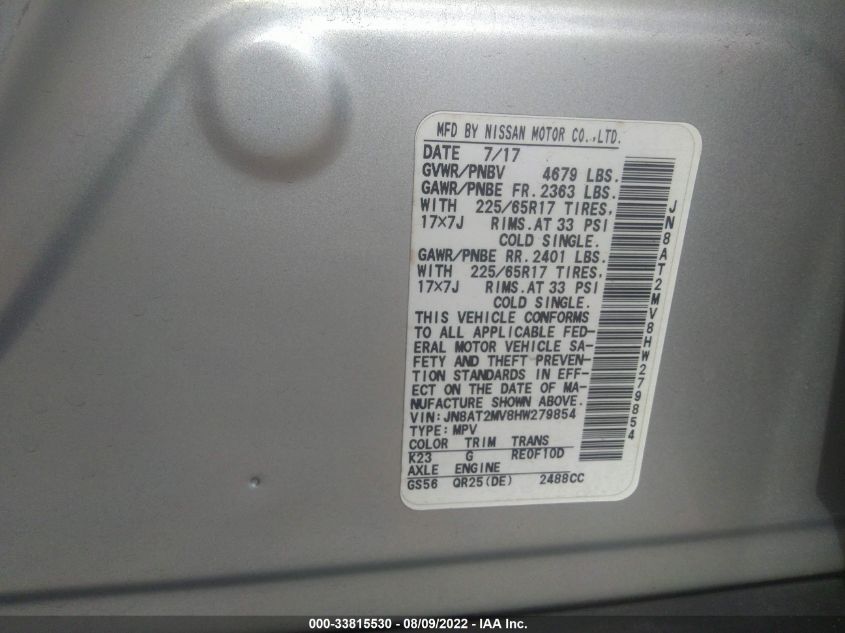 MFD BY NISSAN MOTOR CO.,LTD.
DATE 7/17
GVWR/PNBV 4679 LBS.
GAWR/PNBE FR. 2363 LBS.
WITH 225/65R17 TIRES,
17×7J RIMS.AT 33 PSI
COLD SINGLE.
GAWR/PNBE RR. 2401 LBS.
WITH 225/65R17 TIRES,
17×7J RIMS.AT 33 PSI
COLD SINGLE.
THIS VEHICLE CONFORMS
TO ALL APPLICABLE FED-
ERAL MOTOR VEHICLE SA-
FETY AND THEFT PREVEN-
TION STANDARDS IN EFF-
ECT ON THE DATE OF MA-
NUFACTURE SHOWN ABOVE.
VIN:JN8AT2MV8HW279854
TYPE:MPV
COLOR TRIM TRANS
K23 G RE0F10D
AXLE ENGINE
GS56 QR25(DE) 2488CC
JN8AT2MV8HW279854
000-33815530 - 08/09/2022 - IAA Inc.